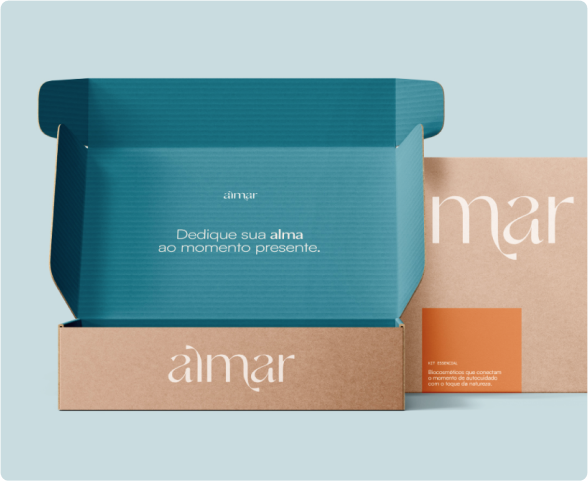 almar
Dedique sua alma
ao momento presente.
almar
mar
KIT ESSENCIAL
Biocosméticos que conectam
o momento de autocuidado
com o toque da natureza.